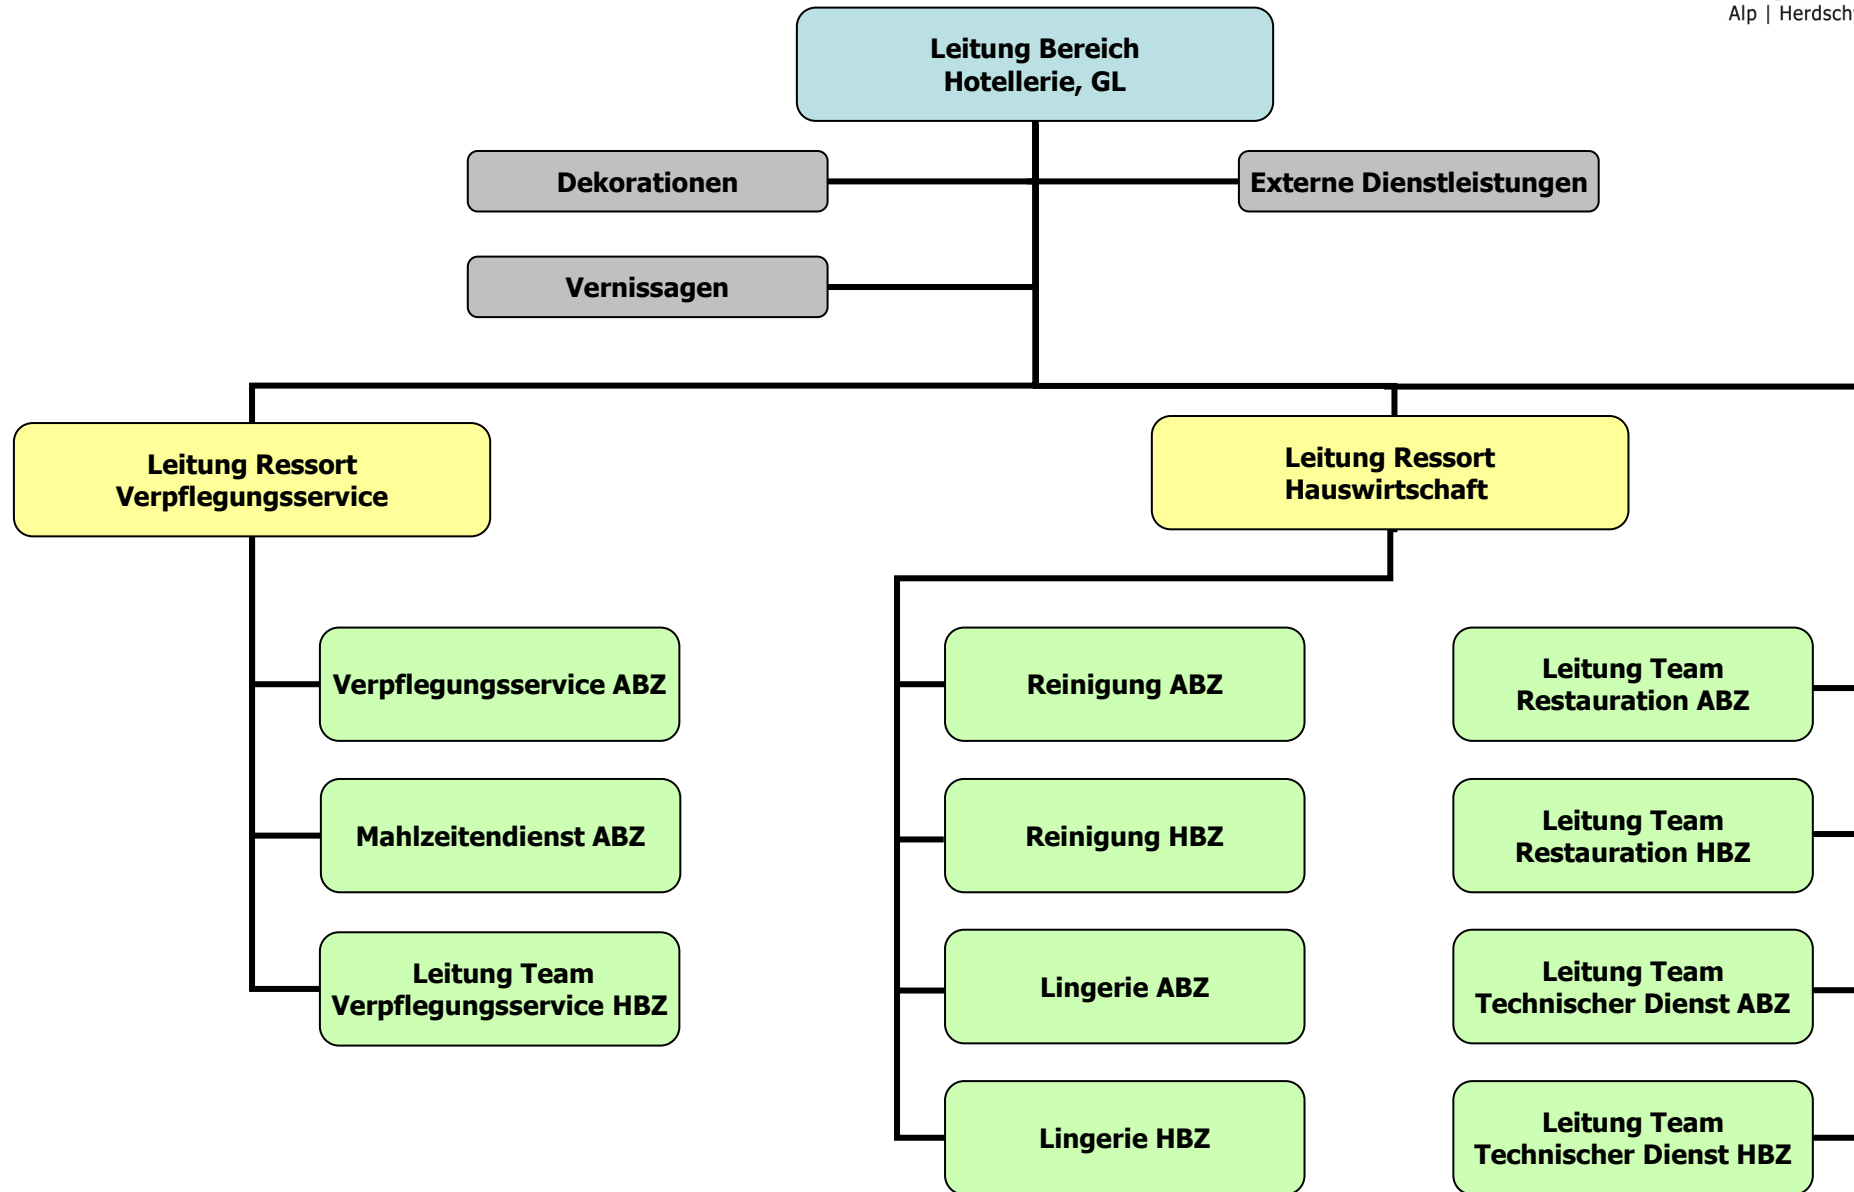 Alp | Herdsch
Leitung Bereich
Hotellerie, GL
Dekorationen
Externe Dienstleistungen
Vernissagen
Leitung Ressort
Verpflegungsservice
Leitung Ressort
Hauswirtschaft
Verpflegungsservice ABZ
Reinigung ABZ
Leitung Team
Restauration ABZ
Mahlzeitendienst ABZ
Reinigung HBZ
Leitung Team
Restauration HBZ
Leitung Team
Verpflegungsservice HBZ
Lingerie ABZ
Leitung Team
Technischer Dienst ABZ
Lingerie HBZ
Leitung Team
Technischer Dienst HBZ